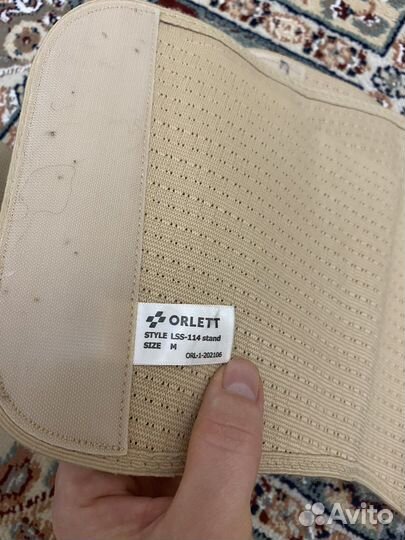 ORLETT
STYLE LSS-114 stand
SIZE M
ORL-1-202106
Avito